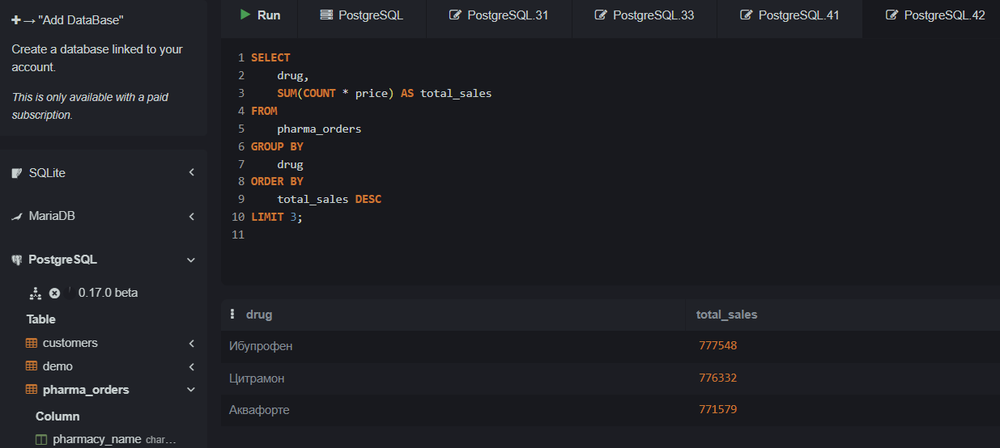 +→ "Add DataBase"
Create a database linked to your
account.
This is only available with a paid
subscription.
SQLite
MariaDB
PostgreSQL
0.17.0 beta
Table
customers
demo
pharma_orders
Column
pharmacy_name char...
Run PostgreSQL PostgreSQL.31 PostgreSQL.33 PostgreSQL.41 PostgreSQL.42
1 SELECT
2 drug,
3 SUM(COUNT * price) AS total_sales
4 FROM
5 pharma_orders
6 GROUP BY
7 drug
8 ORDER BY
9 total_sales DESC
10 LIMIT 3;
11
drug total_sales
Ибупрофен 777548
Цитрамон 776332
Аквафорте 771579